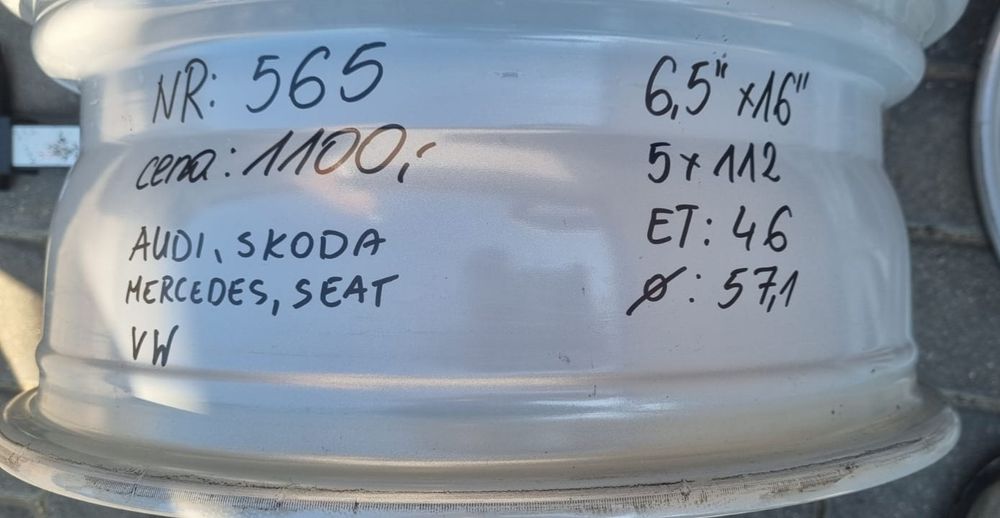 NR: 565
cena: 1100,-
AUDI, SKODA
MERCEDES, SEAT
VW
6,5" x16"
5x112
ET: 46
Ø: 57,1